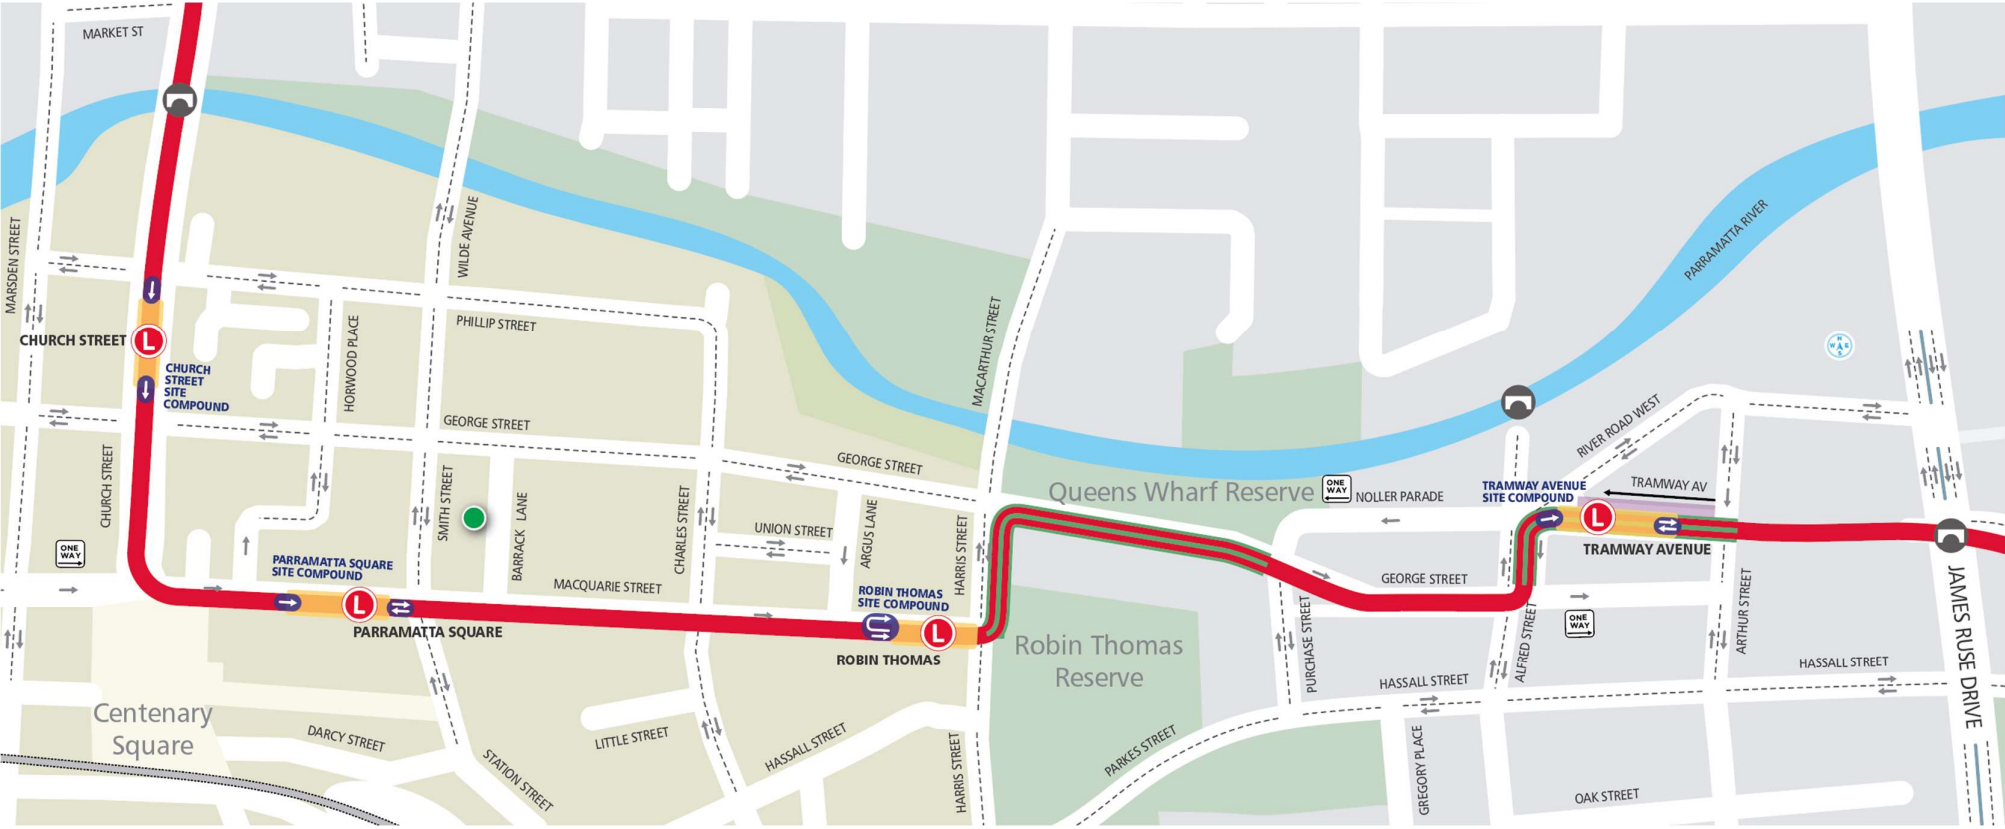 MARKET ST
MARSDEN STREET
WILDE AVENUE
PARRAMATTA RIVER
MACARTHUR STREET
PHILLIP STREET
HORWOOD PLACE
CHURCH STREET
L
CHURCH
STREET
SITE
COMPOUND
W N A E S
RIVER ROAD WEST
GEORGE STREET
GEORGE STREET
CHURCH STREET
SMITH STREET
BARRACK LANE
CHARLES STREET
UNION STREET
ARGUS LANE
HARRIS STREET
Queens Wharf Reserve
ONE
WAY
NOLLER PARADE
TRAMWAY AVENUE
SITE COMPOUND
TRAMWAY AV
L
TRAMWAY AVENUE
ONE
WAY
PARRAMATTA SQUARE
SITE COMPOUND
L
PARRAMATTA SQUARE
MACQUARIE STREET
ROBIN THOMAS
SITE COMPOUND
L
ROBIN THOMAS
GEORGE STREET
ONE
WAY
PURCHASE STREET
ALFRED STREET
ARTHUR STREET
JAMES RUSE DRIVE
Robin Thomas
Reserve
HASSALL STREET
HASSALL STREET
Centenary
Square
DARCY STREET
STATION STREET
LITTLE STREET
HASSALL STREET
HARRIS STREET
PARKES STREET
GREGORY PLACE
OAK STREET